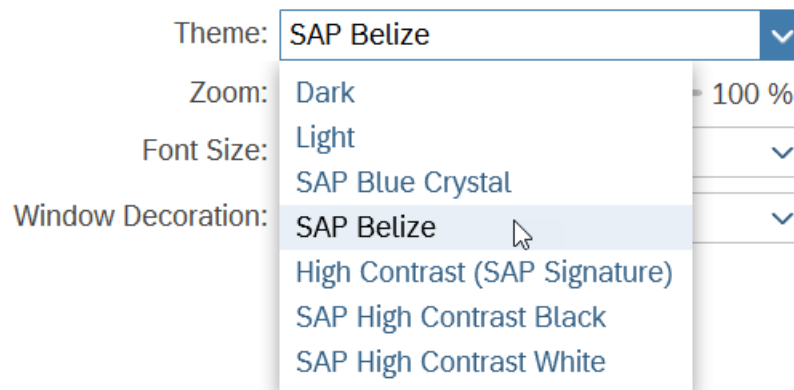 Theme: SAP Belize
Zoom: Dark 100 %
Light
Font Size:
SAP Blue Crystal
Window Decoration: SAP Belize
High Contrast (SAP Signature)
SAP High Contrast Black
SAP High Contrast White